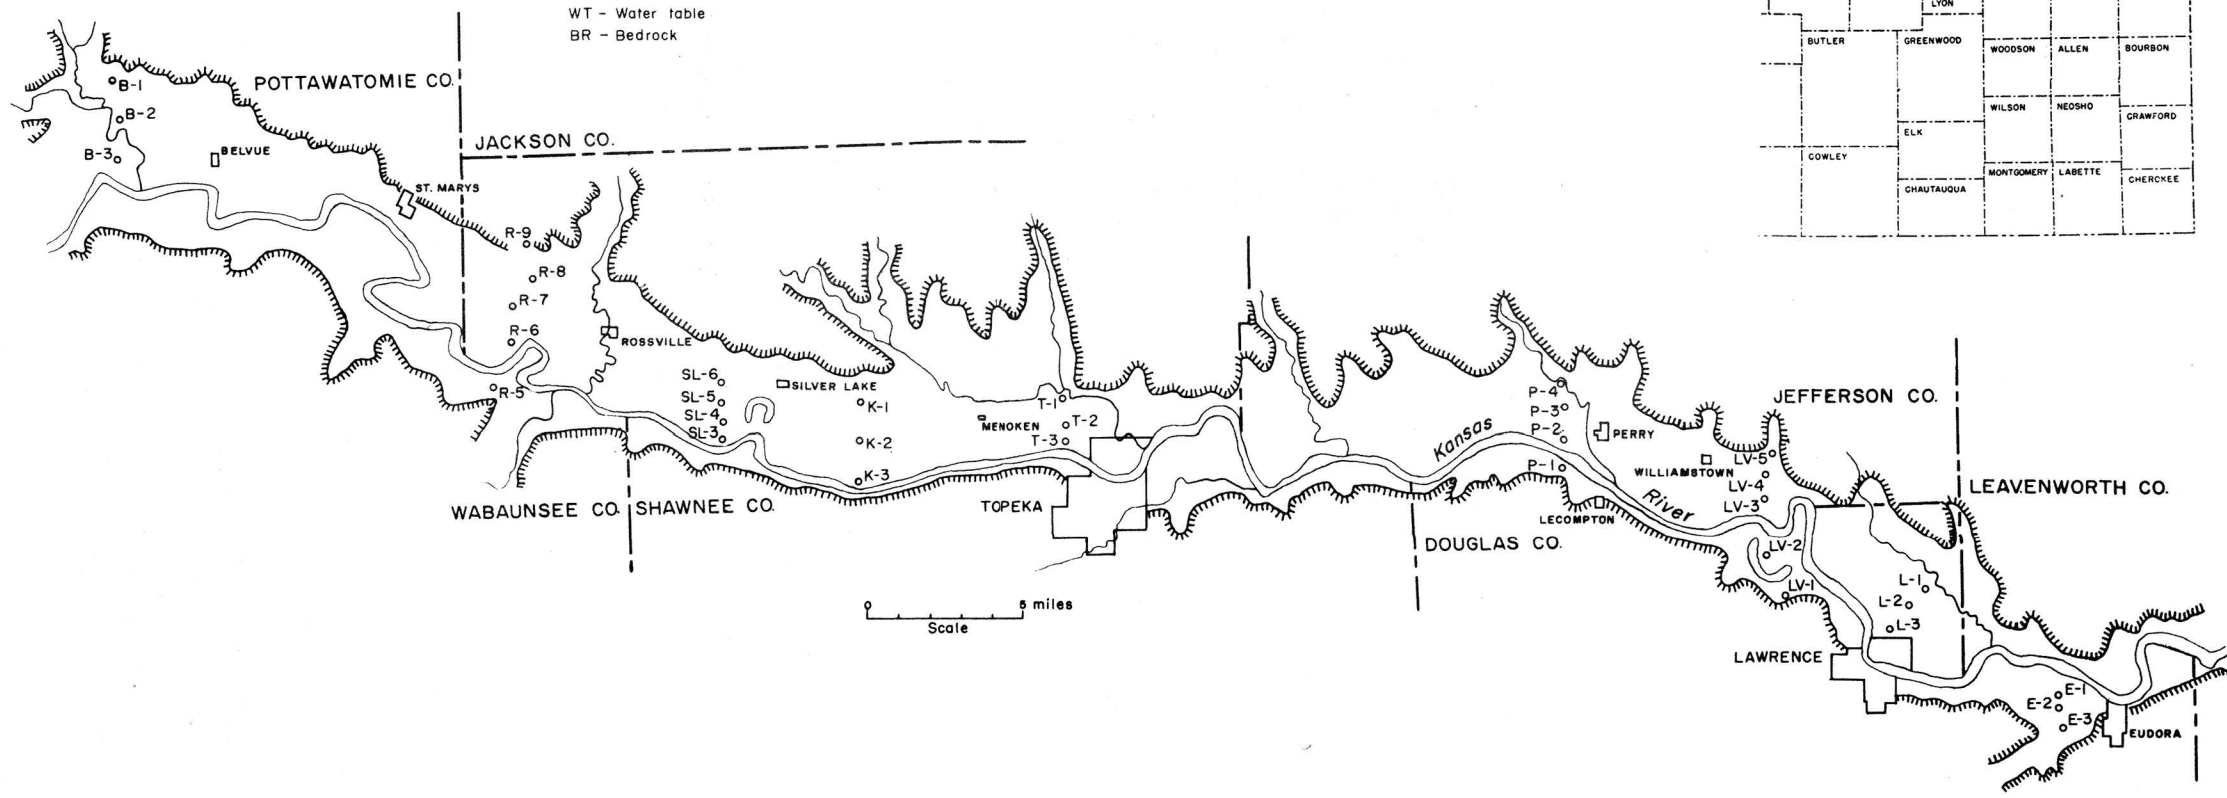 WT - Water table
BR - Bedrock
LYON
BUTLER
GREENWOOD
WOODSON
ALLEN
BOURBON
WILSON
NEOSHO
CRAWFORD
ELK
COWLEY
MONTGOMERY
LABETTE
CHEROKEE
CHAUTAUQUA
POTTAWATOMIE CO.
B-1
B-2
B-3
BELVUE
JACKSON CO.
ST. MARYS
R-9
R-8
R-7
R-6
R-5
ROSSVILLE
SL-6
SL-5
SL-4
SL-3
SILVER LAKE
K-1
K-2
K-3
MENOKEN
T-1
T-2
T-3
WABAUNSEE CO.
SHAWNEE CO.
TOPEKA
Kansas
River
P-4
P-3
P-2
P-1
PERRY
LECOMPTON
DOUGLAS CO.
JEFFERSON CO.
WILLIAMSTOWN
LV-5
LV-4
LV-3
LV-2
LV-1
LEAVENWORTH CO.
L-1
L-2
L-3
LAWRENCE
E-1
E-2
E-3
EUDORA
0
5 miles
Scale